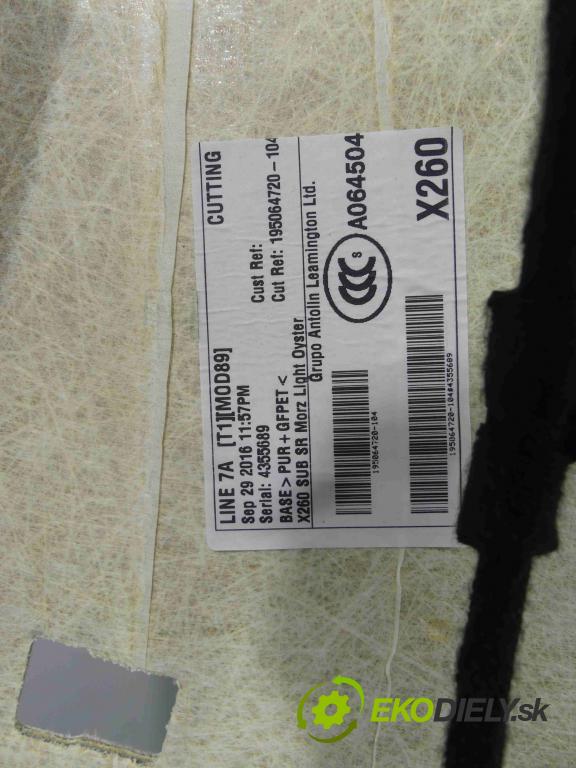 LINE 7A [T1][MOD89] CUTTING
Sep 29 2016 11:57PM
Serial: 4355689 Cust Ref:
BASE > PUR+GFPET < Cut Ref: 195064720-104
X260 SUB SR Morz Light Oyster
Grupo Antolin Leamington Ltd.
CCC S A064504
195064720-104
X260
195064720-104#4355689
EKODIELY.sk